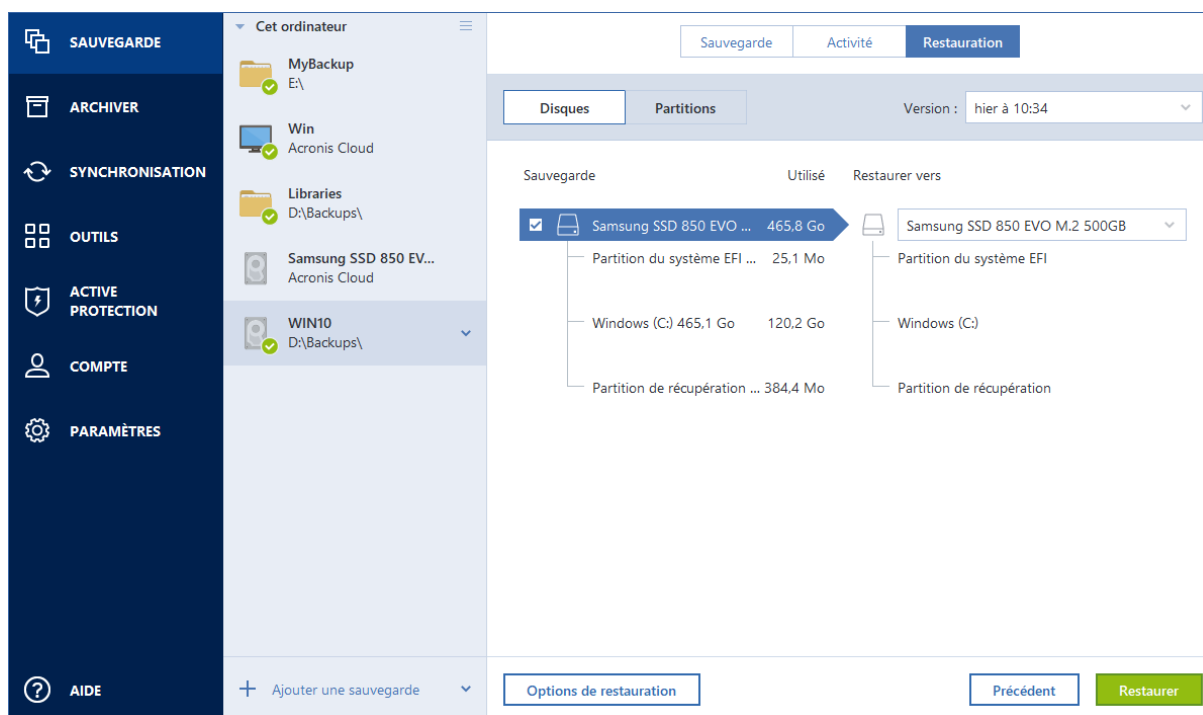 SAUVEGARDE
ARCHIVER
SYNCHRONISATION
OUTILS
ACTIVE
PROTECTION
COMPTE
PARAMÈTRES
AIDE
Cet ordinateur
MyBackup
E:\
Win
Acronis Cloud
Libraries
D:\Backups\
Samsung SSD 850 EV...
Acronis Cloud
WIN10
D:\Backups\
Ajouter une sauvegarde
Sauvegarde Activité Restauration
Disques Partitions Version : hier à 10:34
Sauvegarde Utilisé Restaurer vers
Samsung SSD 850 EVO ... 465,8 Go Samsung SSD 850 EVO M.2 500GB
Partition du système EFI ... 25,1 Mo Partition du système EFI
Windows (C:) 465,1 Go 120,2 Go Windows (C:)
Partition de récupération ... 384,4 Mo Partition de récupération
Options de restauration Précédent Restaurer